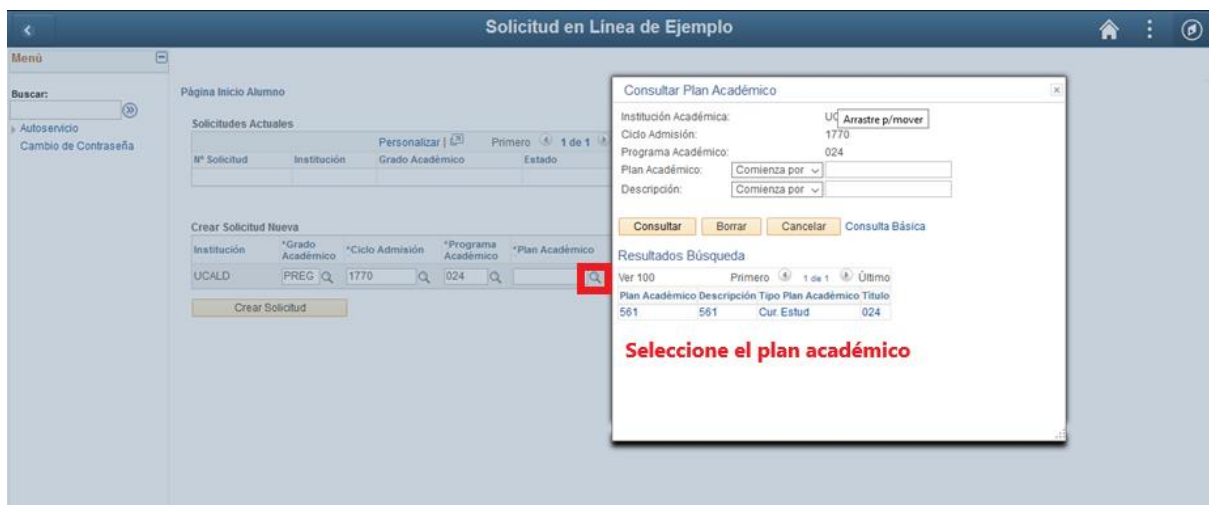 Solicitud en Línea de Ejemplo
Menú
Buscar:
Autoservicio
Cambio de Contraseña
Página Inicio Alumno
Solicitudes Actuales
Personalizar | Primero 1 de 1
Nº Solicitud Institución Grado Académico Estado
Crear Solicitud Nueva
Institución *Grado Académico *Ciclo Admisión *Programa Académico *Plan Académico
UCALD PREG 1770 024
Crear Solicitud
Consultar Plan Académico
Institución Académica: UC
Arrastre p/mover
Ciclo Admisión: 1770
Programa Académico: 024
Plan Académico: Comienza por
Descripción: Comienza por
Consultar Borrar Cancelar Consulta Básica
Resultados Búsqueda
Ver 100 Primero 1 de 1 Último
Plan Académico Descripción Tipo Plan Académico Título
561 561 Cur. Estud 024
Seleccione el plan académico